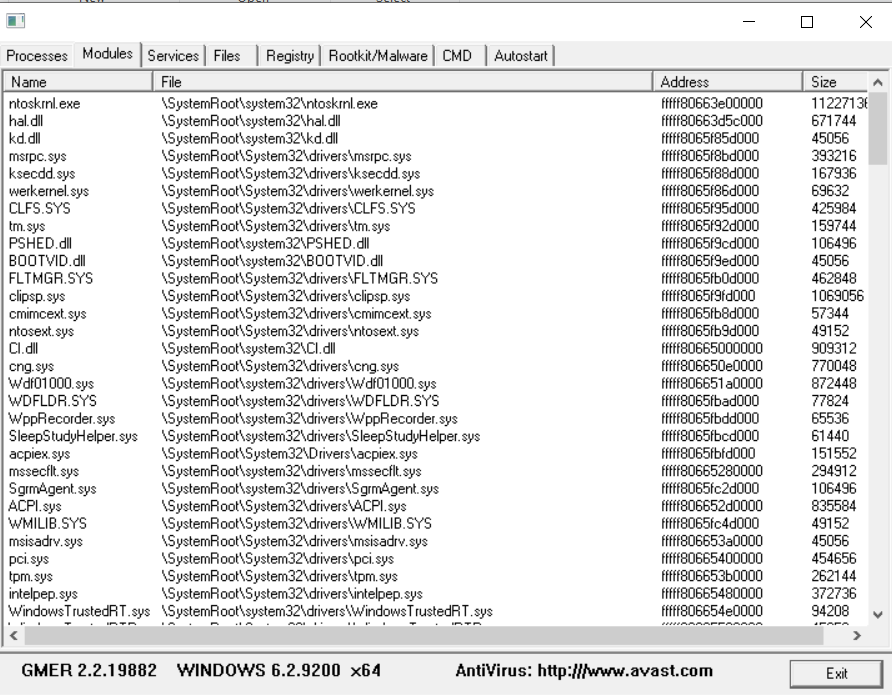 Processes Modules Services Files Registry Rootkit/Malware CMD Autostart
Name File Address Size
ntoskrnl.exe \SystemRoot\system32\ntoskrnl.exe fffff80663e00000 11227136
hal.dll \SystemRoot\system32\hal.dll fffff80663d5c000 671744
kd.dll \SystemRoot\system32\kd.dll fffff8065f85d000 45056
msrpc.sys \SystemRoot\System32\drivers\msrpc.sys fffff8065f8bd000 393216
ksecdd.sys \SystemRoot\System32\drivers\ksecdd.sys fffff8065f88d000 167936
werkernel.sys \SystemRoot\System32\drivers\werkernel.sys fffff8065f86d000 69632
CLFS.SYS \SystemRoot\System32\drivers\CLFS.SYS fffff8065f95d000 425984
tm.sys \SystemRoot\System32\drivers\tm.sys fffff8065f92d000 159744
PSHED.dll \SystemRoot\system32\PSHED.dll fffff8065f9cd000 106496
BOOTVID.dll \SystemRoot\system32\BOOTVID.dll fffff8065f9ed000 45056
FLTMGR.SYS \SystemRoot\System32\drivers\FLTMGR.SYS fffff8065fb0d000 462848
clipsp.sys \SystemRoot\System32\drivers\clipsp.sys fffff8065f9fd000 1069056
cmimcext.sys \SystemRoot\System32\drivers\cmimcext.sys fffff8065fb8d000 57344
ntosext.sys \SystemRoot\System32\drivers\ntosext.sys fffff8065fb9d000 49152
CI.dll \SystemRoot\system32\CI.dll fffff80665000000 909312
cng.sys \SystemRoot\System32\drivers\cng.sys fffff806650e0000 770048
Wdf01000.sys \SystemRoot\system32\drivers\Wdf01000.sys fffff806651a0000 872448
WDFLDR.SYS \SystemRoot\system32\drivers\WDFLDR.SYS fffff8065fbad000 77824
WppRecorder.sys \SystemRoot\system32\drivers\WppRecorder.sys fffff8065fbdd000 65536
SleepStudyHelper.sys \SystemRoot\system32\drivers\SleepStudyHelper.sys fffff8065fbcd000 61440
acpiex.sys \SystemRoot\System32\Drivers\acpiex.sys fffff8065fbfd000 151552
mssecflt.sys \SystemRoot\system32\drivers\mssecflt.sys fffff80665280000 294912
SgrmAgent.sys \SystemRoot\system32\drivers\SgrmAgent.sys fffff8065fc2d000 106496
ACPI.sys \SystemRoot\System32\drivers\ACPI.sys fffff806652d0000 835584
WMILIB.SYS \SystemRoot\System32\drivers\WMILIB.SYS fffff8065fc4d000 49152
msisadrv.sys \SystemRoot\System32\drivers\msisadrv.sys fffff806653a0000 45056
pci.sys \SystemRoot\System32\drivers\pci.sys fffff80665400000 454656
tpm.sys \SystemRoot\System32\drivers\tpm.sys fffff806653b0000 262144
intelpep.sys \SystemRoot\System32\drivers\intelpep.sys fffff80665480000 372736
WindowsTrustedRT.sys \SystemRoot\system32\drivers\WindowsTrustedRT.sys fffff806654e0000 94208
GMER 2.2.19882 WINDOWS 6.2.9200 x64 AntiVirus: http:///www.avast.com Exit